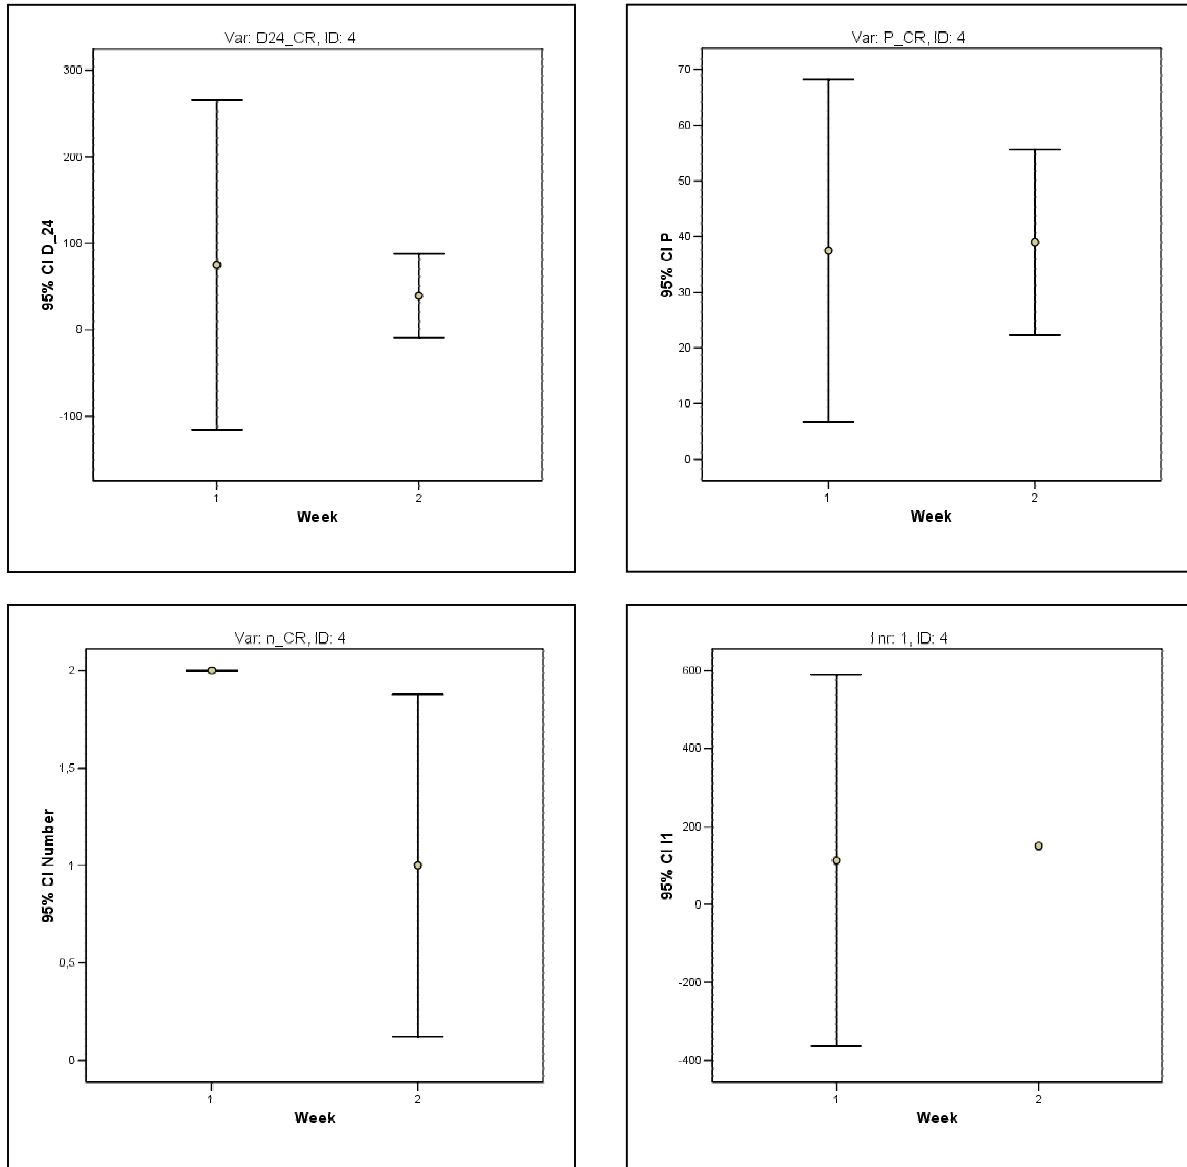 Var: D24_CR, ID: 4
300
200
100
0
-100
95% CI D_24
1
2
Week
Var: P_CR, ID: 4
70
60
50
40
30
20
10
0
95% CI P
1
2
Week
Var: n_CR, ID: 4
2
1,5
1
0,5
0
95% CI Number
1
2
Week
I nr: 1, ID: 4
600
400
200
0
-200
-400
95% CI I1
1
2
Week